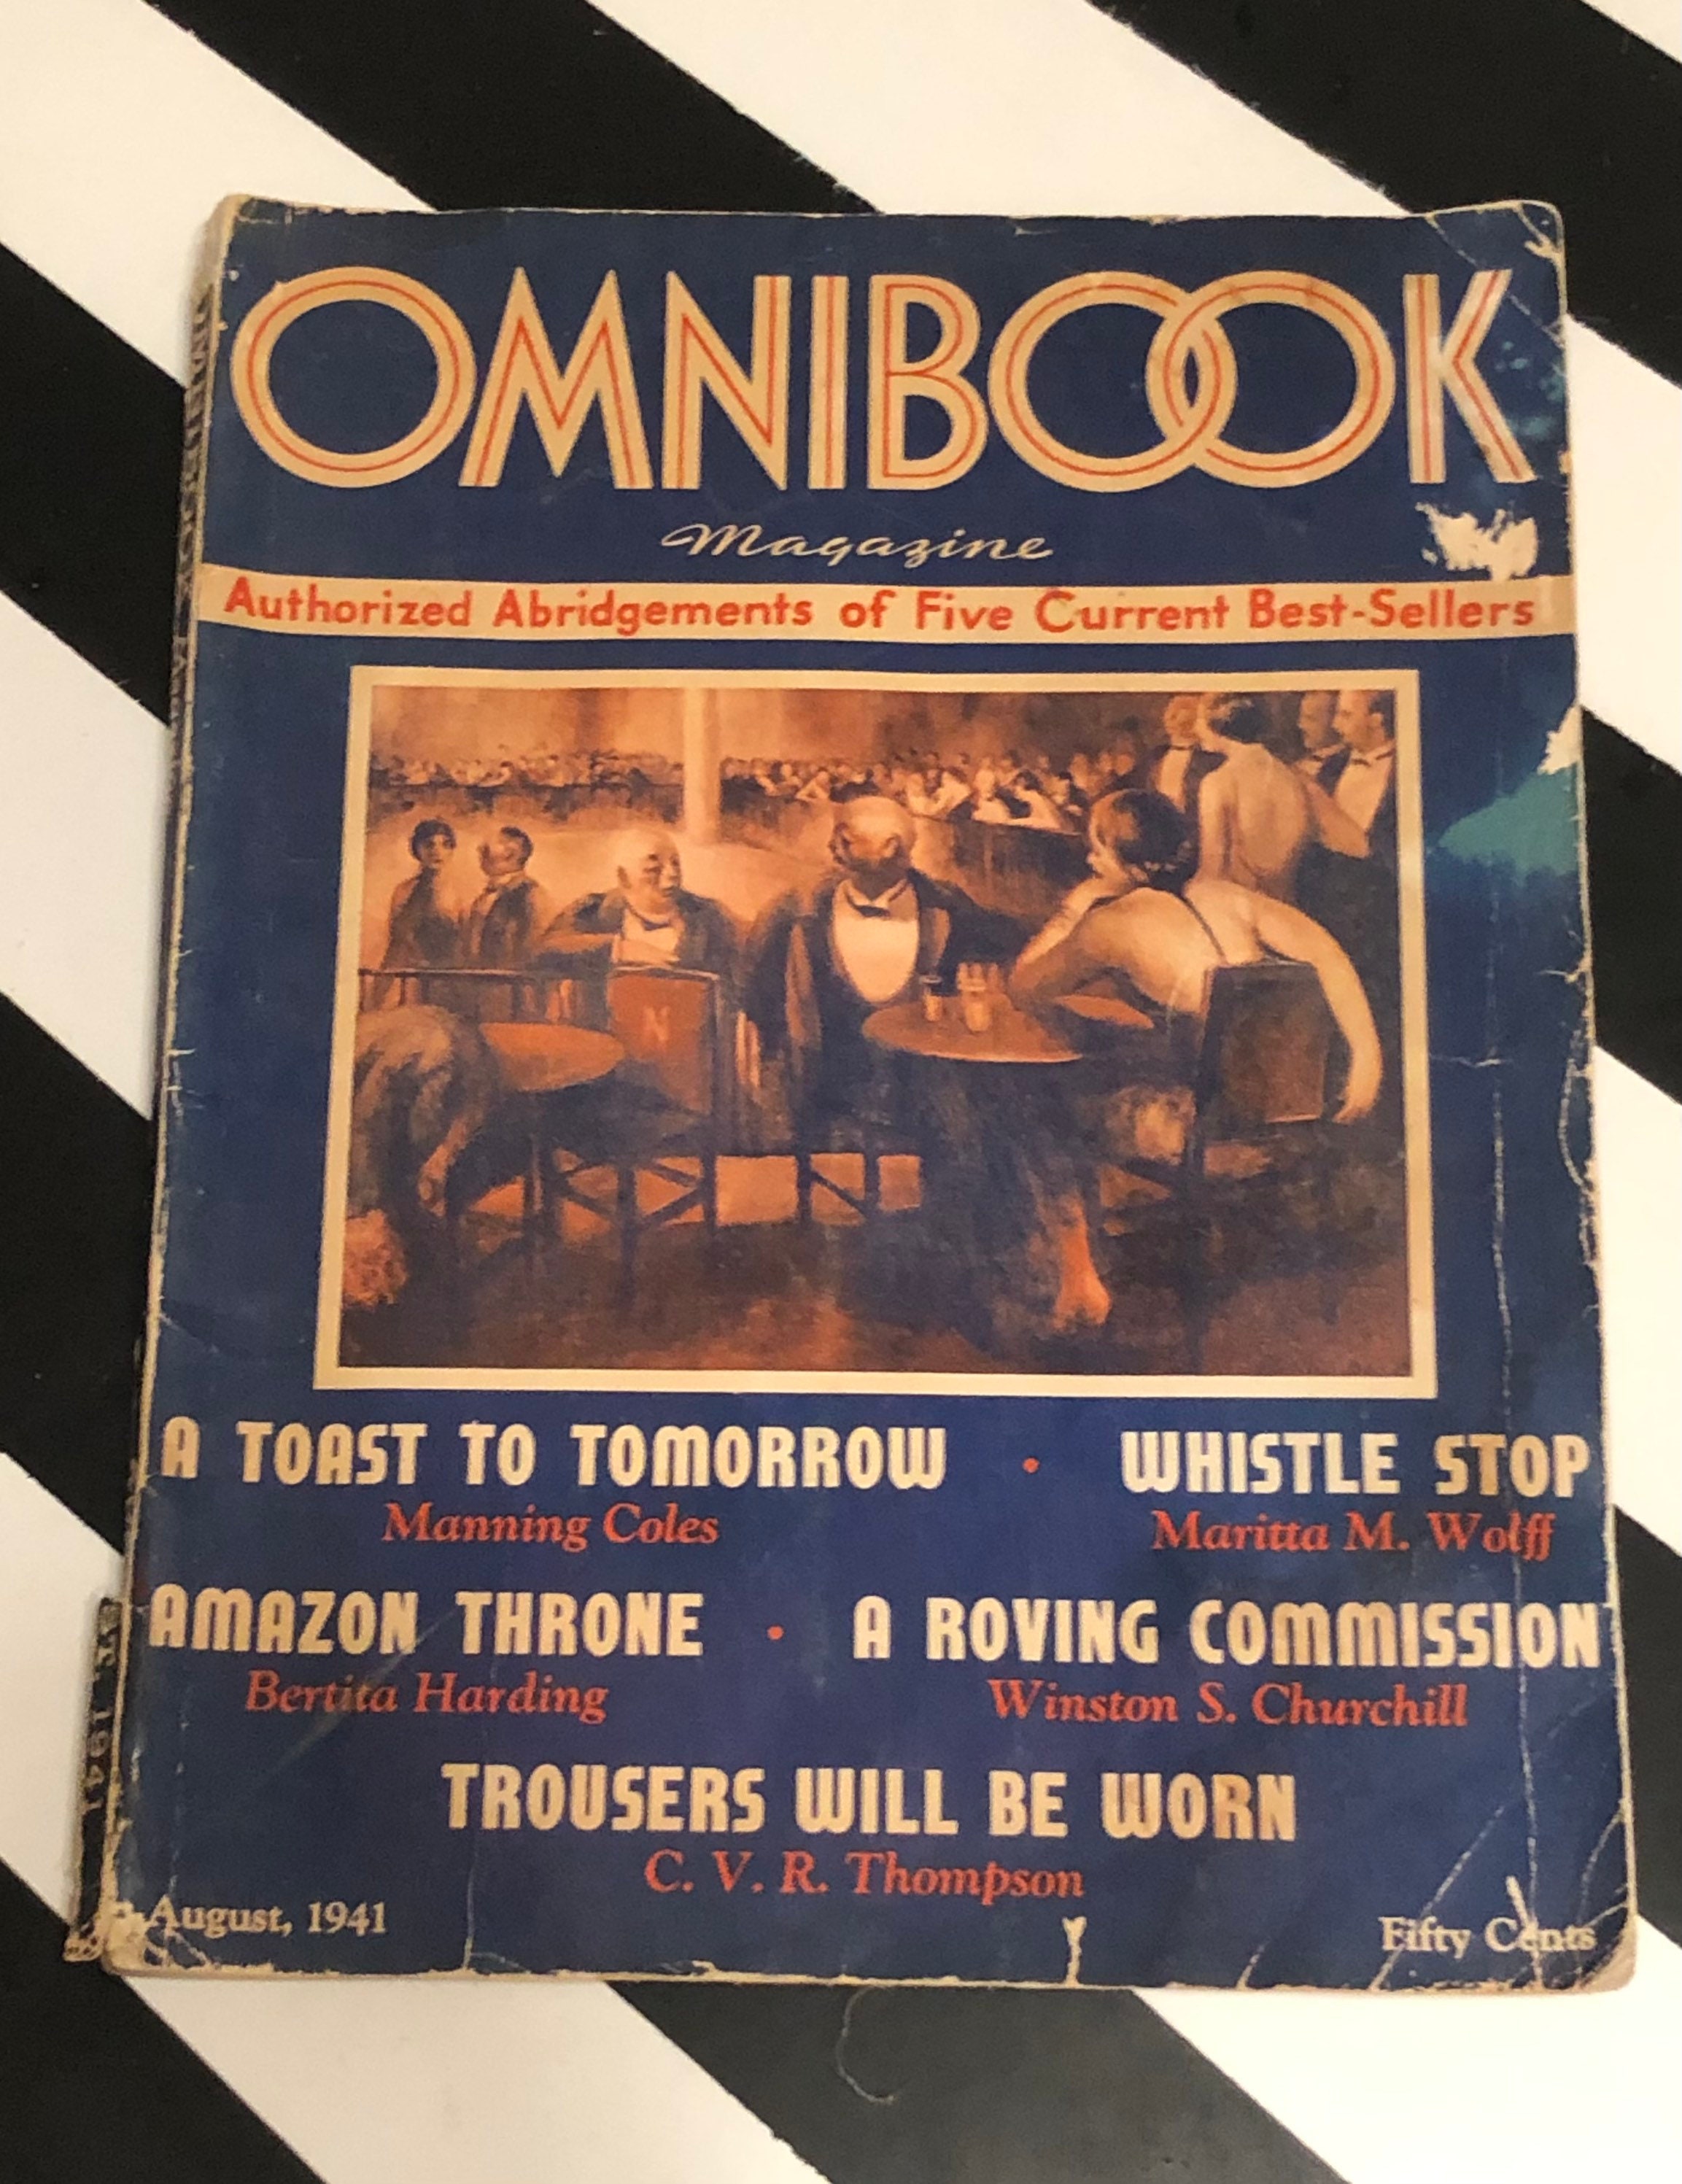 OMNIBOOK
Magazine
Authorized Abridgements of Five Current Best-Sellers
N
A TOAST TO TOMORROW • WHISTLE STOP
Manning Coles Maritta M. Wolff
AMAZON THRONE • A ROVING COMMISSION
Bertita Harding Winston S. Churchill
TROUSERS WILL BE WORN
C. V. R. Thompson
August, 1941 Fifty Cents
1941